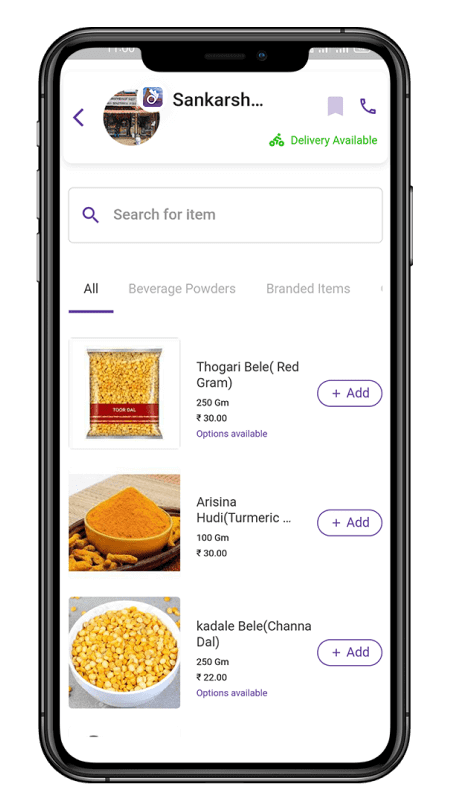 Sankarsh...
Delivery Available
Search for item
All
Beverage Powders
Branded Items
Thogari Bele( Red
Gram)
250 Gm
₹ 30.00
Options available
+ Add
TOOR DAL
Arisina
Hudi(Turmeric ...
100 Gm
₹ 30.00
+ Add
kadale Bele(Channa
Dal)
250 Gm
₹ 22.00
Options available
+ Add